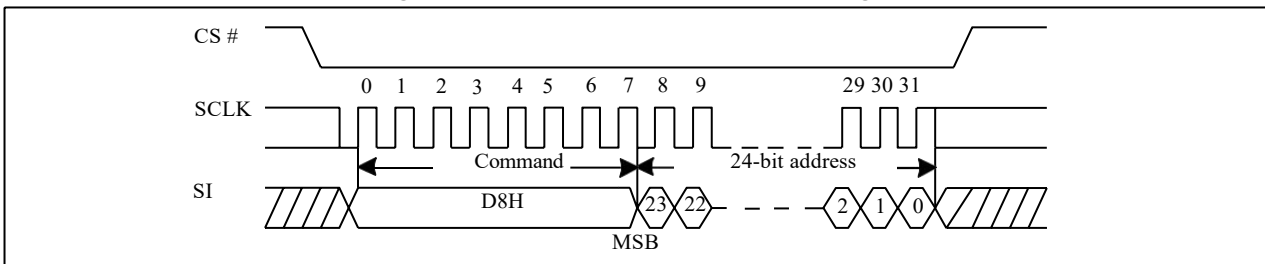 CS #
0 1 2 3 4 5 6 7 8 9 29 30 31
SCLK
Command 24-bit address
SI
D8H 23 22 2 1 0
MSB